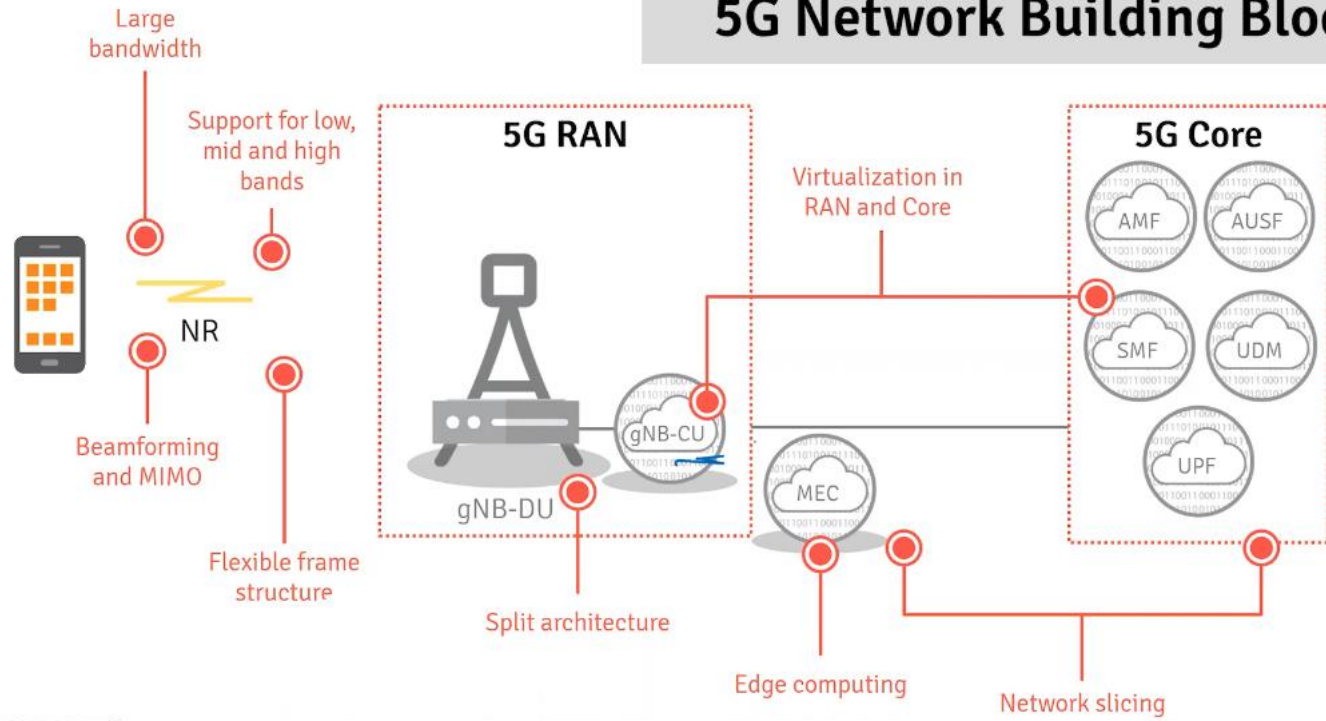 5G Network Building Bloc
Large
bandwidth
Support for low,
mid and high
bands
NR
Beamforming
and MIMO
Flexible frame
structure
5G RAN
gNB-CU
gNB-DU
Split architecture
Virtualization in
RAN and Core
MEC
Edge computing
5G Core
AMF
AUSF
SMF
UDM
UPF
Network slicing